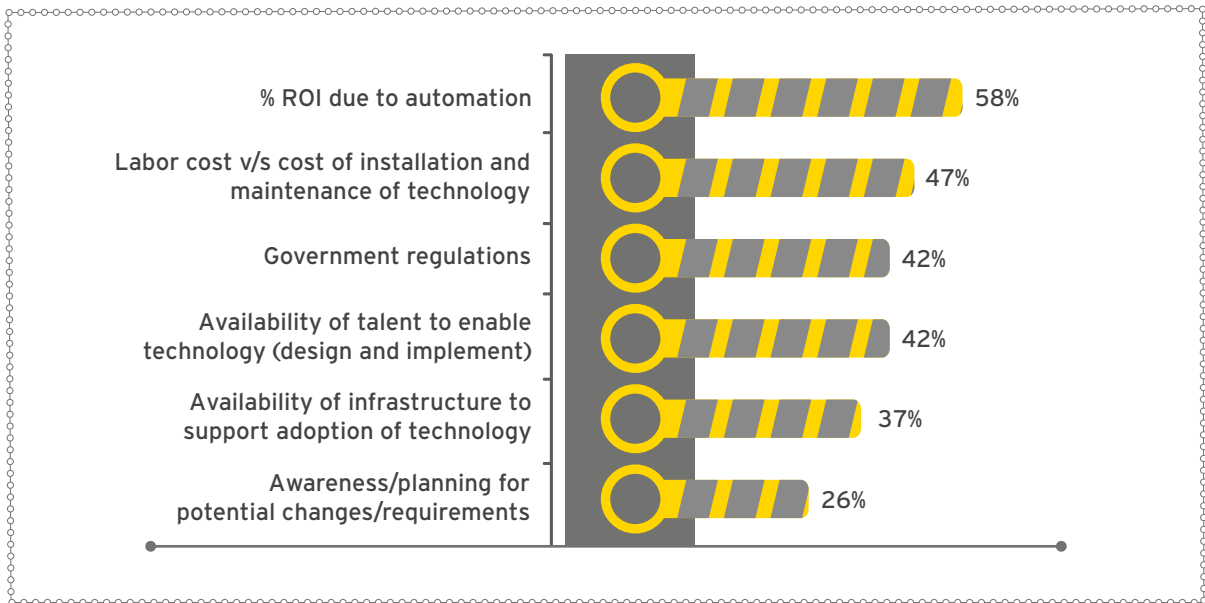 % ROI due to automation
58%
Labor cost v/s cost of installation and
maintenance of technology
47%
Government regulations
42%
Availability of talent to enable
technology (design and implement)
42%
Availability of infrastructure to
support adoption of technology
37%
Awareness/planning for
potential changes/requirements
26%